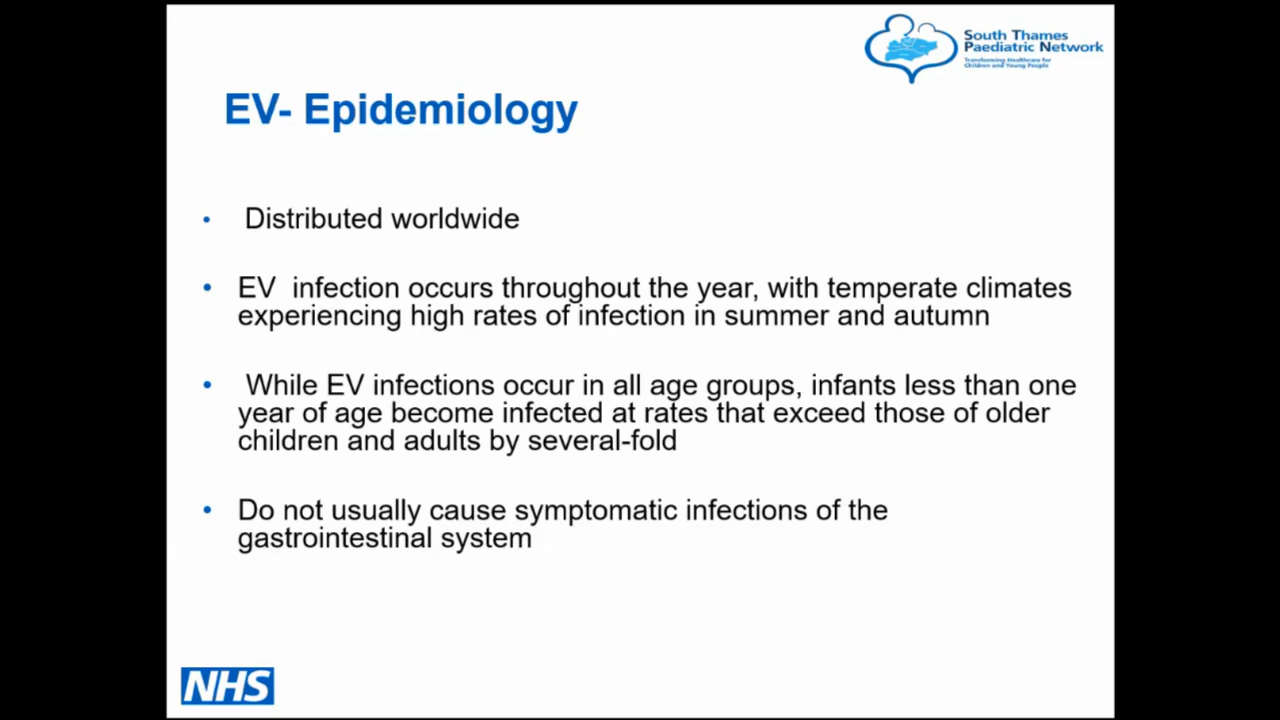 South Thames
Paediatric Network
Transforming Healthcare for
Children and Young People
EV- Epidemiology
• Distributed worldwide
• EV infection occurs throughout the year, with temperate climates
experiencing high rates of infection in summer and autumn
• While EV infections occur in all age groups, infants less than one
year of age become infected at rates that exceed those of older
children and adults by several-fold
• Do not usually cause symptomatic infections of the
gastrointestinal system
NHS